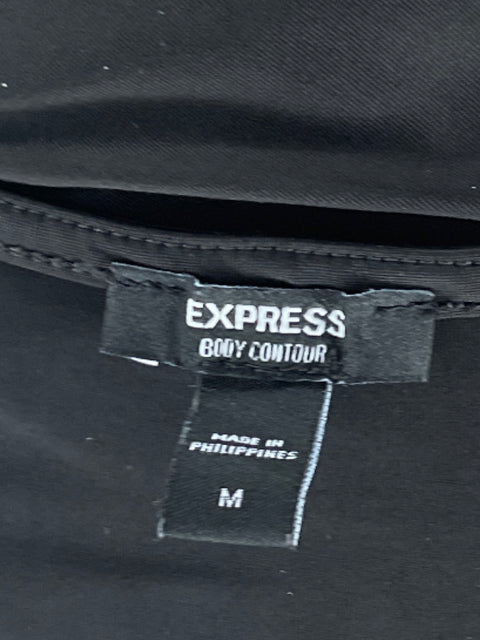 EXPRESS
BODY CONTOUR
MADE IN
PHILIPPINES
M